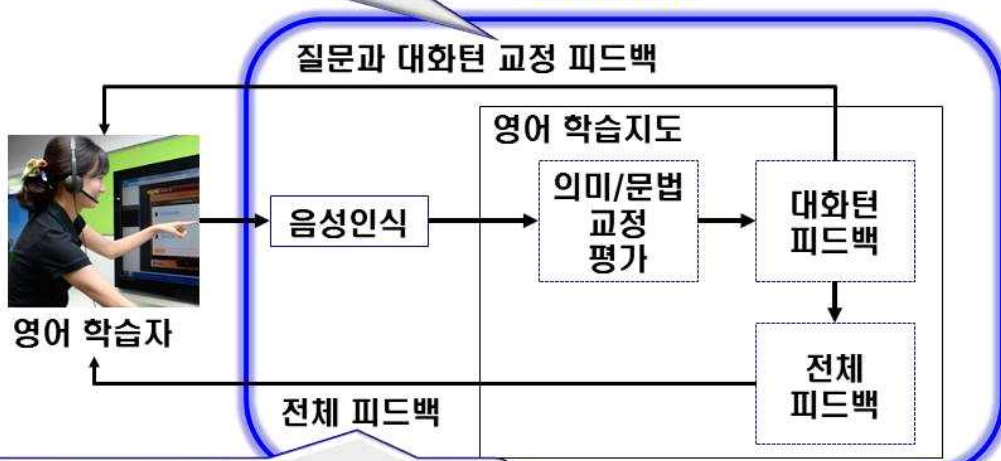 질문과 대화턴 교정 피드백
영어 학습지도
의미/문법
교정
평가
대화턴
피드백
음성인식
영어 학습자
전체
피드백
전체 피드백